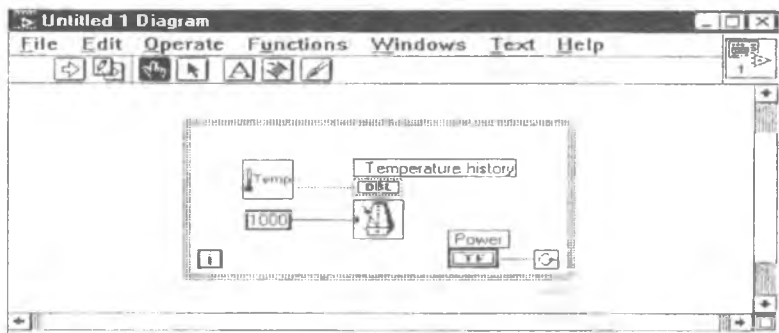 Untitled 1 Diagram
File Edit Operate Functions Windows Text Help
A
1
Temp
Temperature history
DBL
1000
Power
TF
i